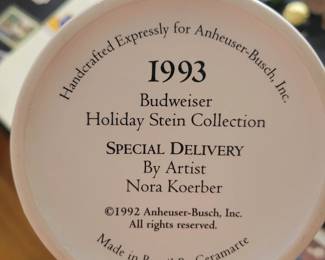 Handcrafted Expressly for Anheuser-Busch, Inc.
1993
Budweiser
Holiday Stein Collection
SPECIAL DELIVERY
By Artist
Nora Koerber
©1992 Anheuser-Busch, Inc.
All rights reserved.
Made in Ceramarte